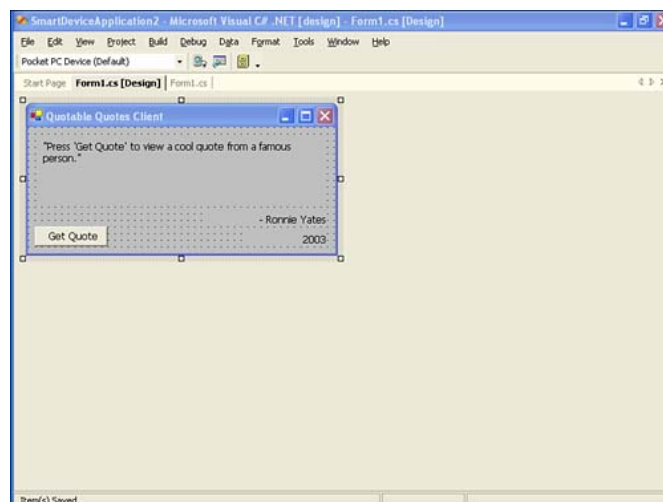 SmartDeviceApplication2 - Microsoft Visual C# .NET [design] - Form1.cs [Design]
File Edit View Project Build Debug Data Format Tools Window Help
Pocket PC Device (Default)
Start Page Form1.cs [Design] Form1.cs
Quotable Quotes Client
"Press 'Get Quote' to view a cool quote from a famous
person."
- Ronnie Yates
Get Quote 2003
Item(s) Saved